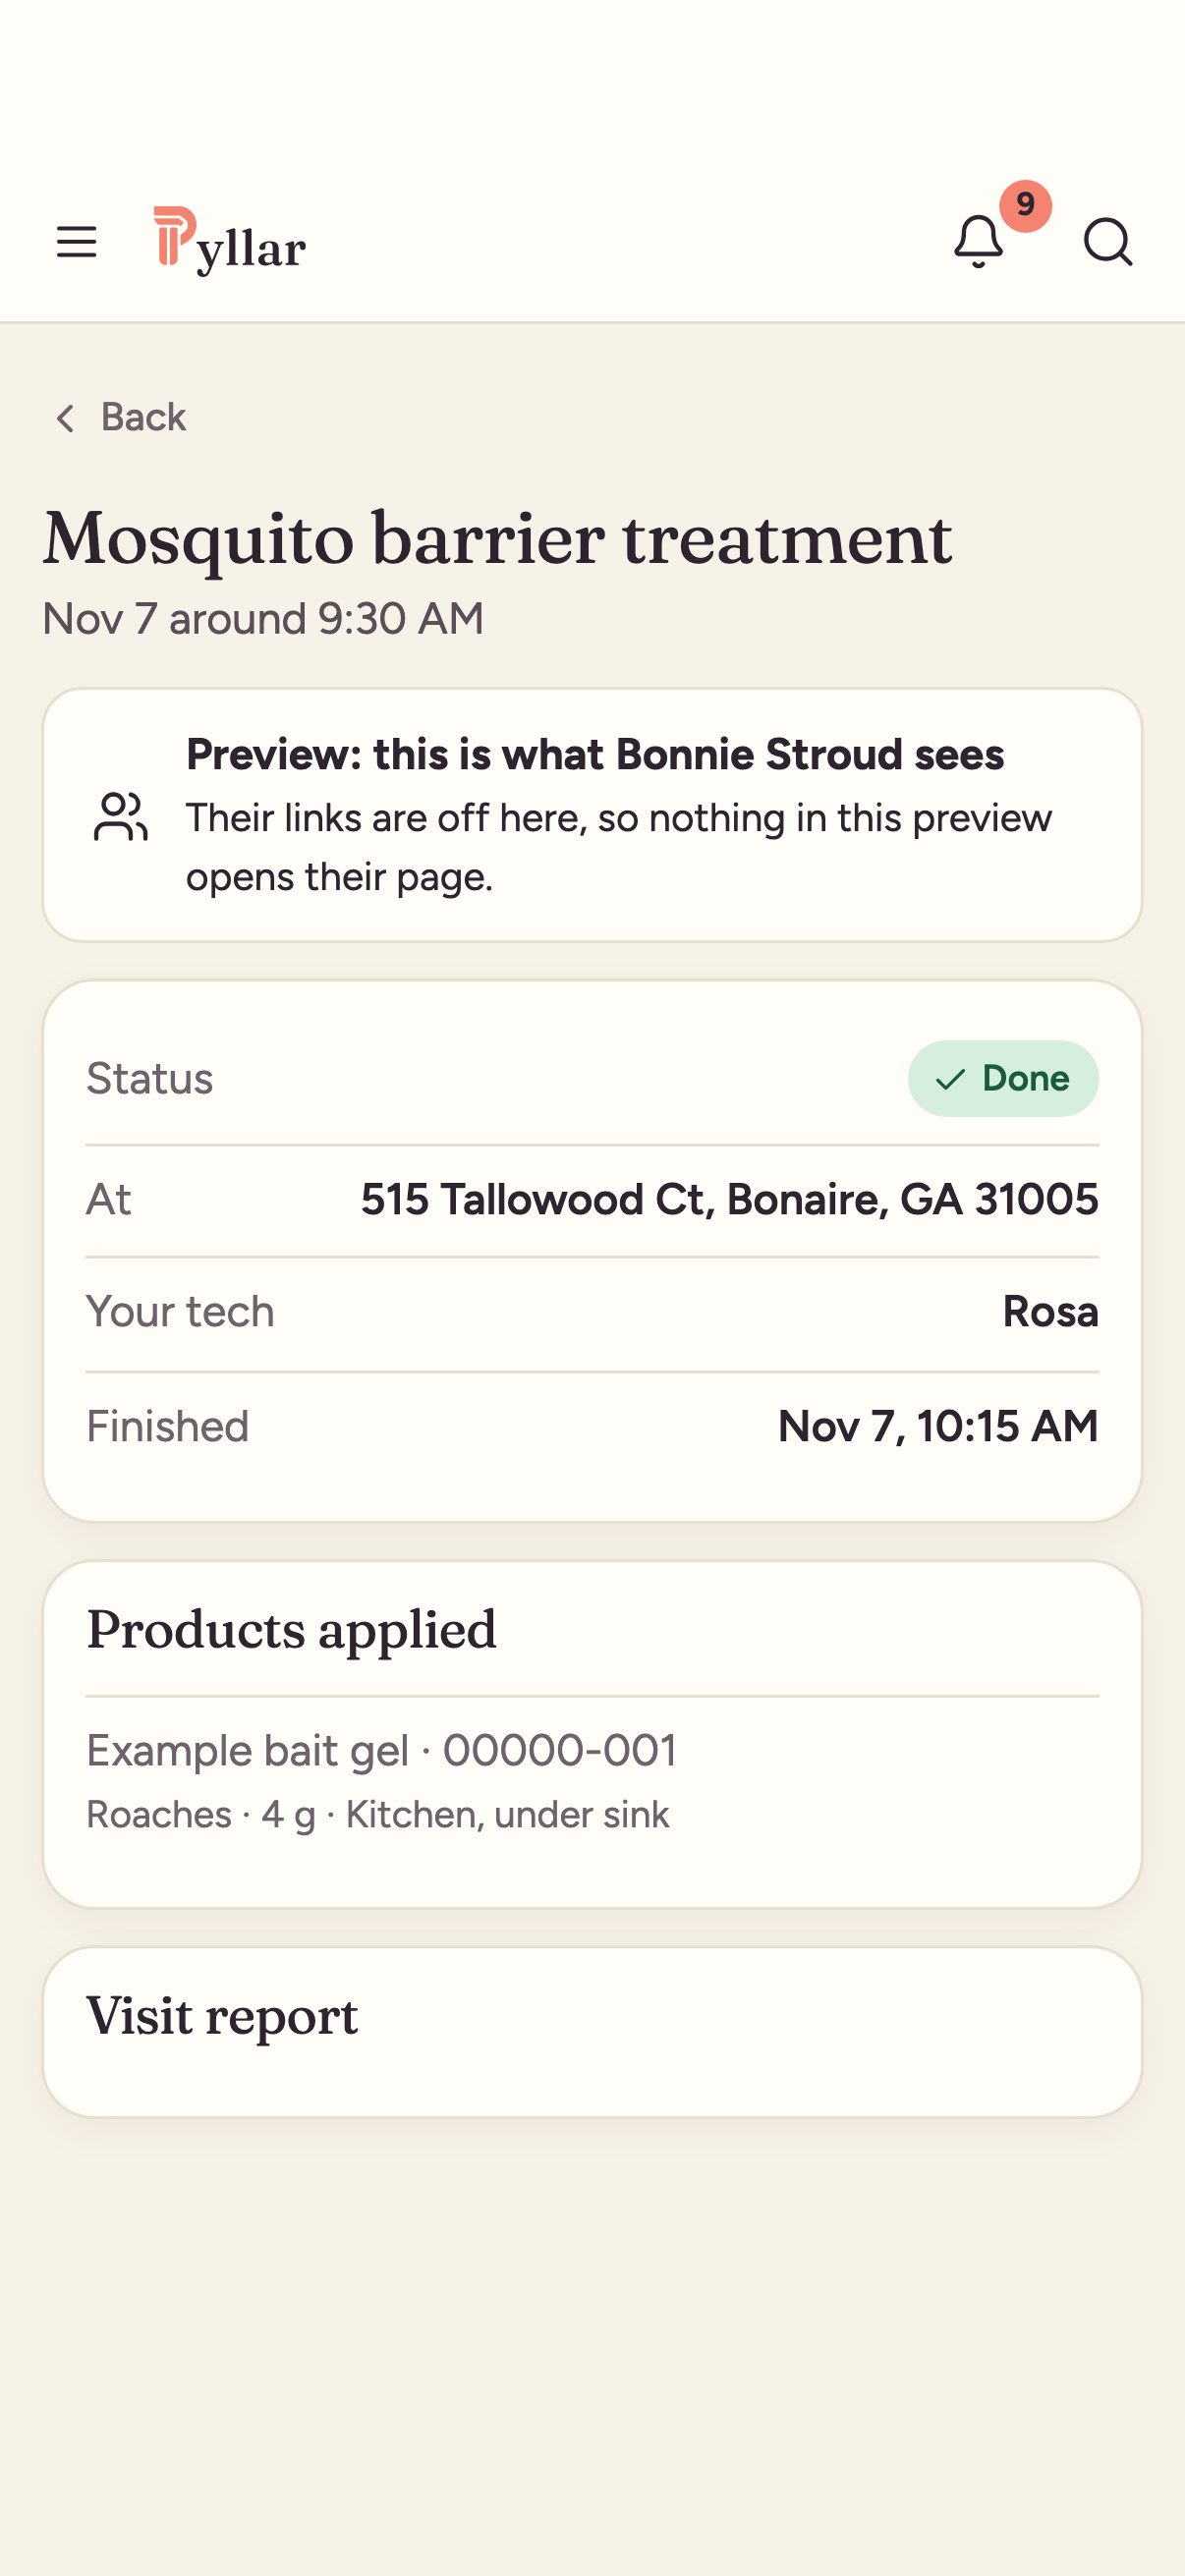 Pyllar
9
Back
Mosquito barrier treatment
Nov 7 around 9:30 AM
Preview: this is what Bonnie Stroud sees
Their links are off here, so nothing in this preview
opens their page.
Status
Done
At
515 Tallowood Ct, Bonaire, GA 31005
Your tech
Rosa
Finished
Nov 7, 10:15 AM
Products applied
Example bait gel · 00000-001
Roaches · 4 g · Kitchen, under sink
Visit report